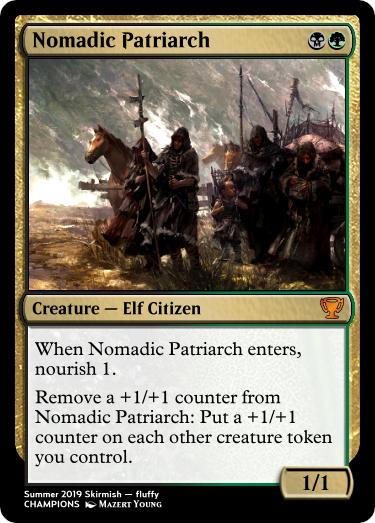 Nomadic Patriarch
Creature — Elf Citizen
When Nomadic Patriarch enters,
nourish 1.
Remove a +1/+1 counter from
Nomadic Patriarch: Put a +1/+1
counter on each other creature token
you control.
1/1
Summer 2019 Skirmish — fluffy
CHAMPIONS Mazert Young